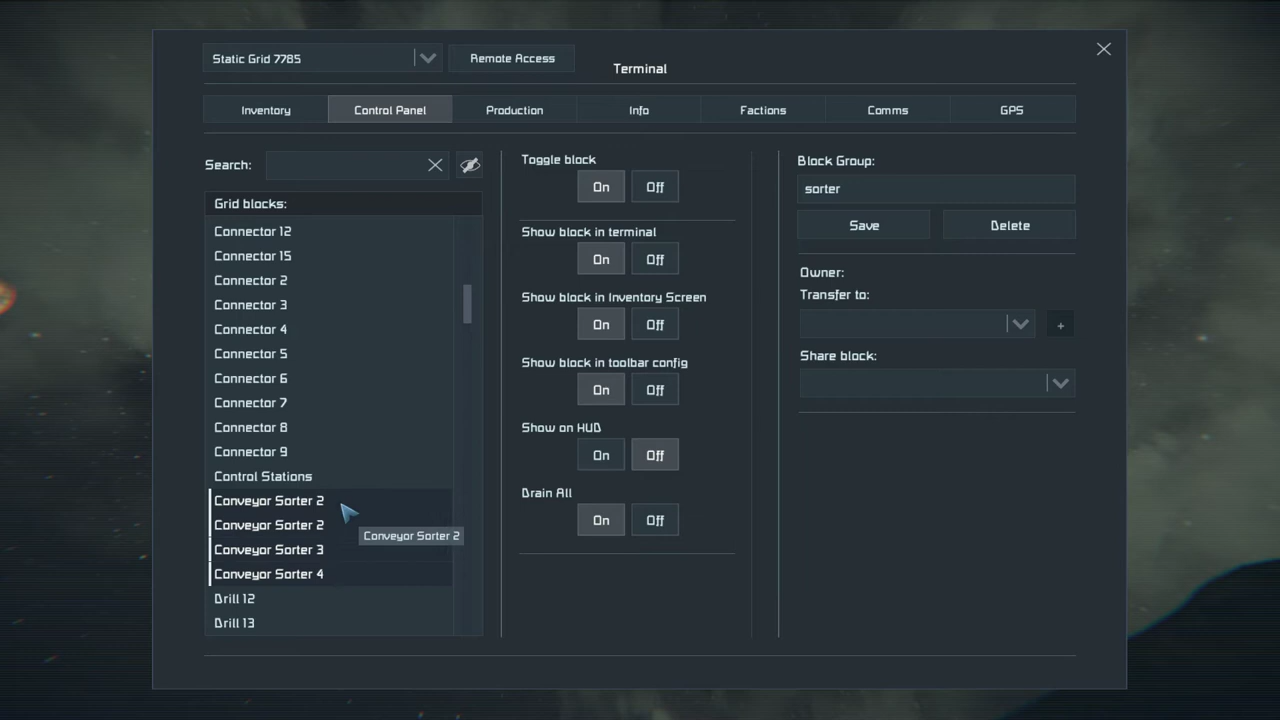 Static Grid 7785
Remote Access
Terminal
Inventory
Control Panel
Production
Info
Factions
Comms
GPS
Search:
Grid blocks:
Connector 12
Connector 15
Connector 2
Connector 3
Connector 4
Connector 5
Connector 6
Connector 7
Connector 8
Connector 9
Control Stations
Conveyor Sorter 2
Conveyor Sorter 2
Conveyor Sorter 2
Conveyor Sorter 3
Conveyor Sorter 4
Drill 12
Drill 13
Toggle block
On Off
Show block in terminal
On Off
Show block in Inventory Screen
On Off
Show block in toolbar config
On Off
Show on HUD
On Off
Drain All
On Off
Block Group:
sorter
Save Delete
Owner:
Transfer to:
+
Share block: